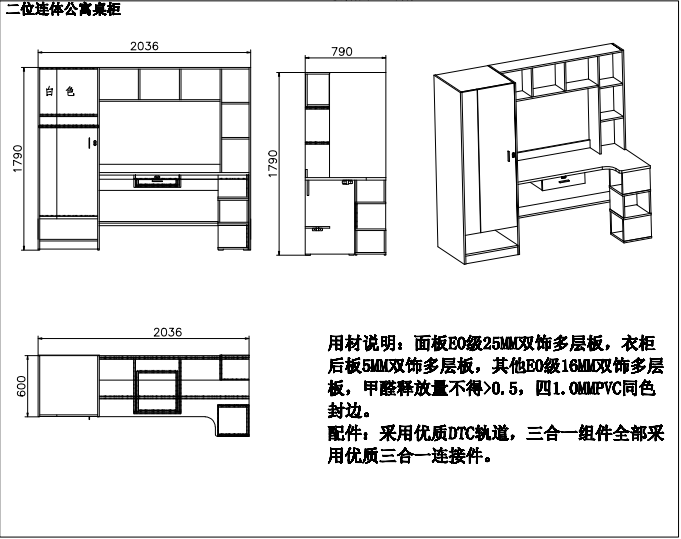 二位连体公寓桌柜
2036
790
白 色
1790
1790
2036
600
用材说明：面板E0级25MM双饰多层板，衣柜
后板5MM双饰多层板，其他E0级16MM双饰多层
板，甲醛释放量不得>0.5，四1.0MMPVC同色
封边。
配件：采用优质DTC轨道，三合一组件全部采
用优质三合一连接件。